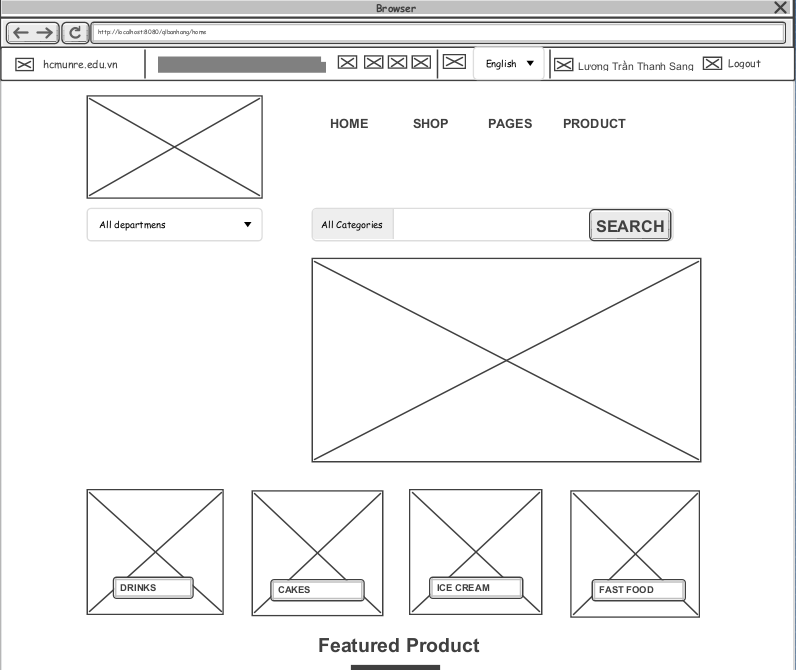 Browser
http://localhost:8080/qlbanhang/home
hcmunre.edu.vn
English
Lương Trần Thanh Sang
Logout
HOME SHOP PAGES PRODUCT
All departmens
All Categories
SEARCH
DRINKS
CAKES
ICE CREAM
FAST FOOD
Featured Product